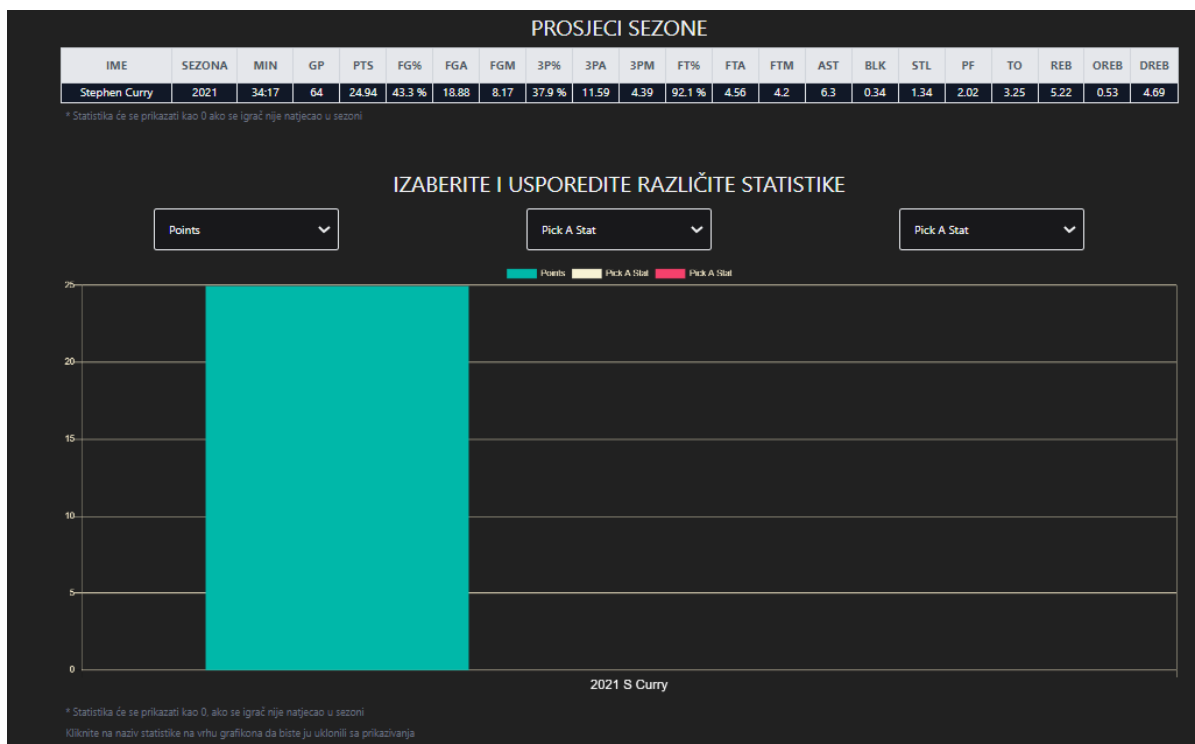 PROSJECI SEZONE
IME SEZONA MIN GP PTS FG% FGA FGM 3P% 3PA 3PM FT% FTA FTM AST BLK STL PF TO REB OREB DREB
Stephen Curry 2021 34:17 64 24.94 43.3 % 18.88 8.17 37.9 % 11.59 4.39 92.1 % 4.56 4.2 6.3 0.34 1.34 2.02 3.25 5.22 0.53 4.69
* Statistika će se prikazati kao 0 ako se igrač nije natjecao u sezoni
IZABERITE I USPOREDITE RAZLIČITE STATISTIKE
Points Pick A Stat Pick A Stat
Points Pick A Stat Pick A Stat
25
20
15
10
5
0
2021 S Curry
* Statistika će se prikazati kao 0, ako se igrač nije natjecao u sezoni
Kliknite na naziv statistike na vrhu grafikona da biste ju uklonili sa prikazivanja